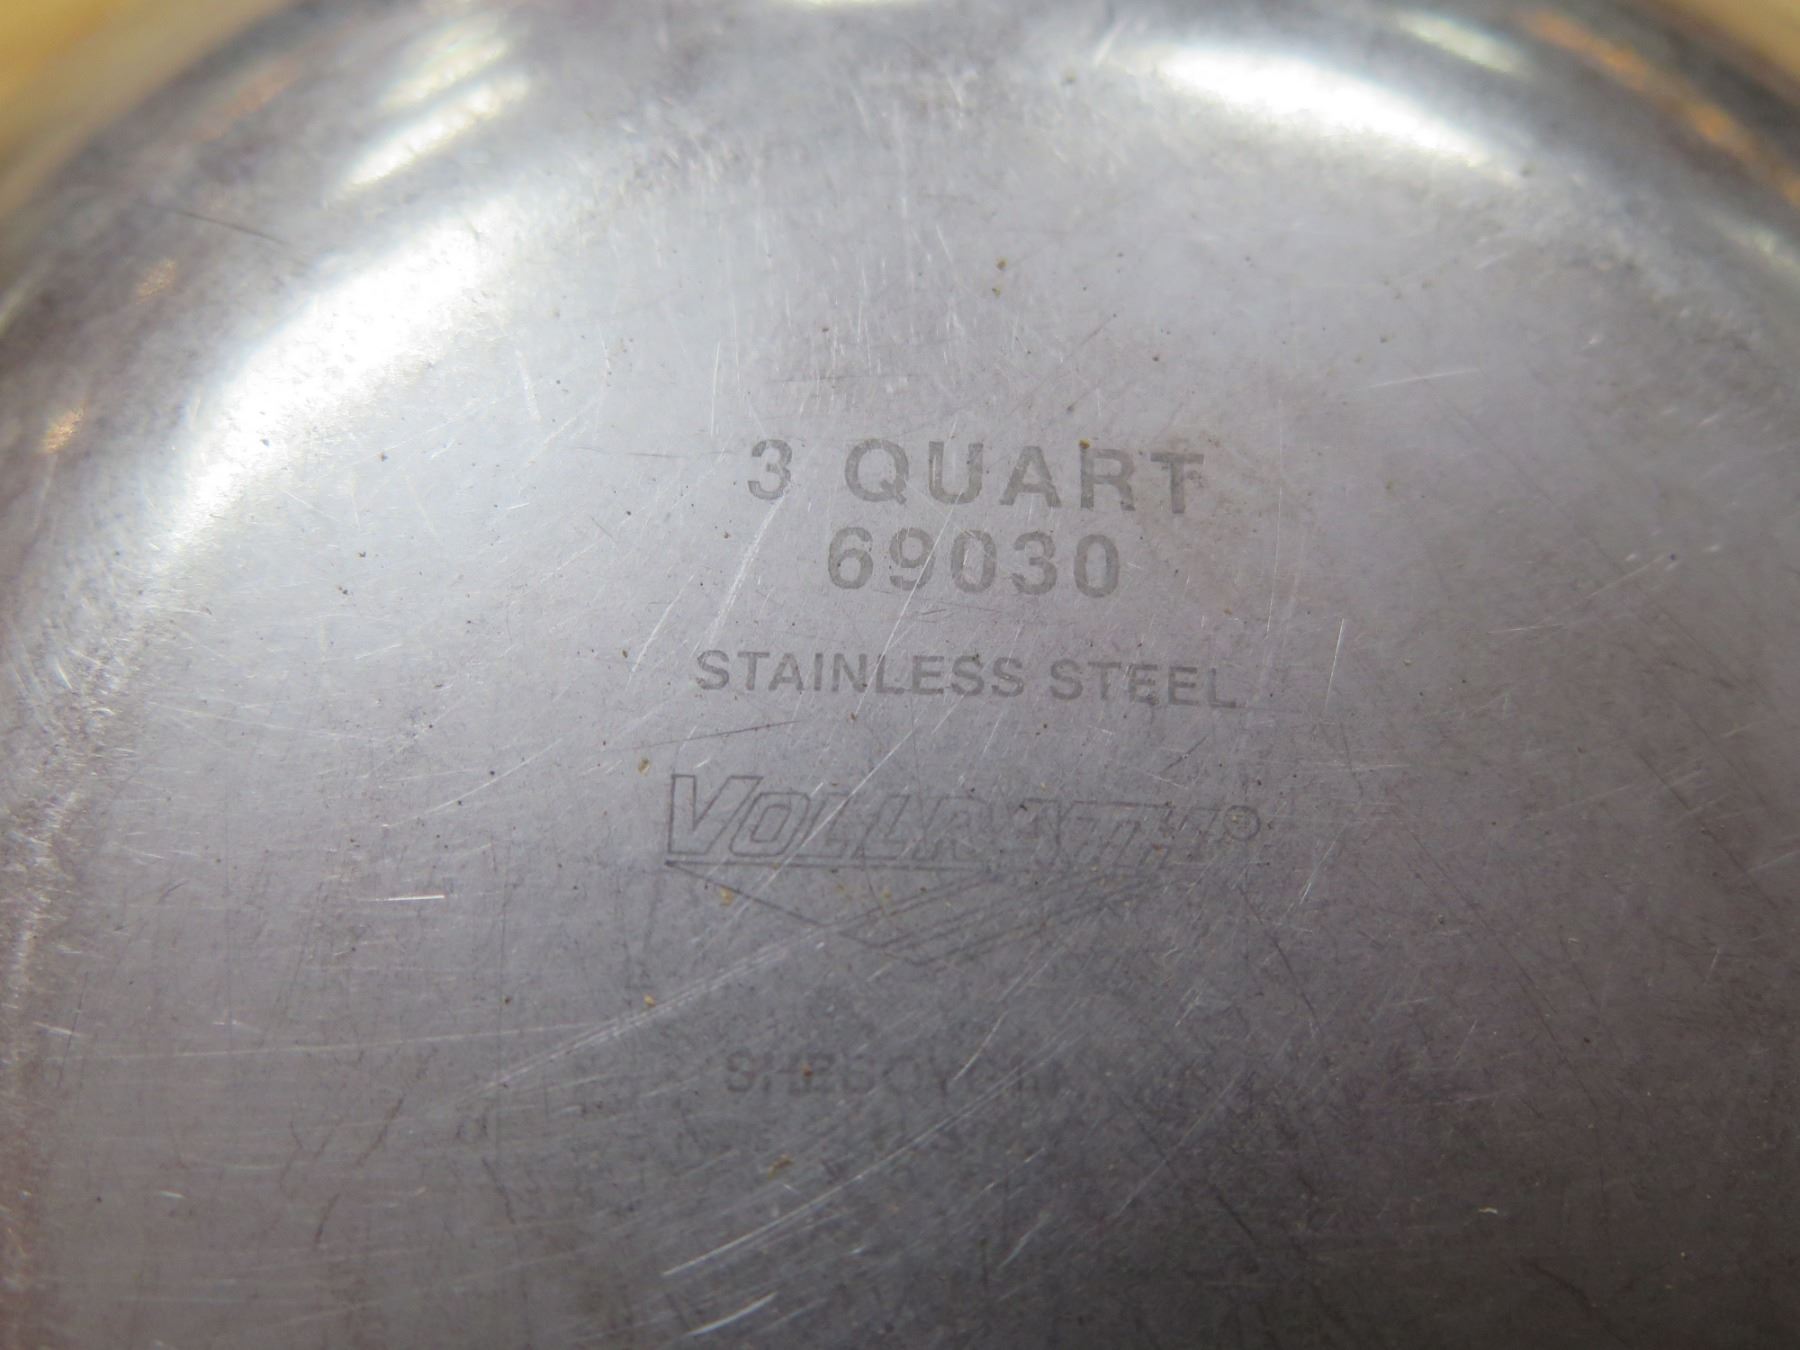 3 QUART
69030
STAINLESS STEEL
VOLLRATH®